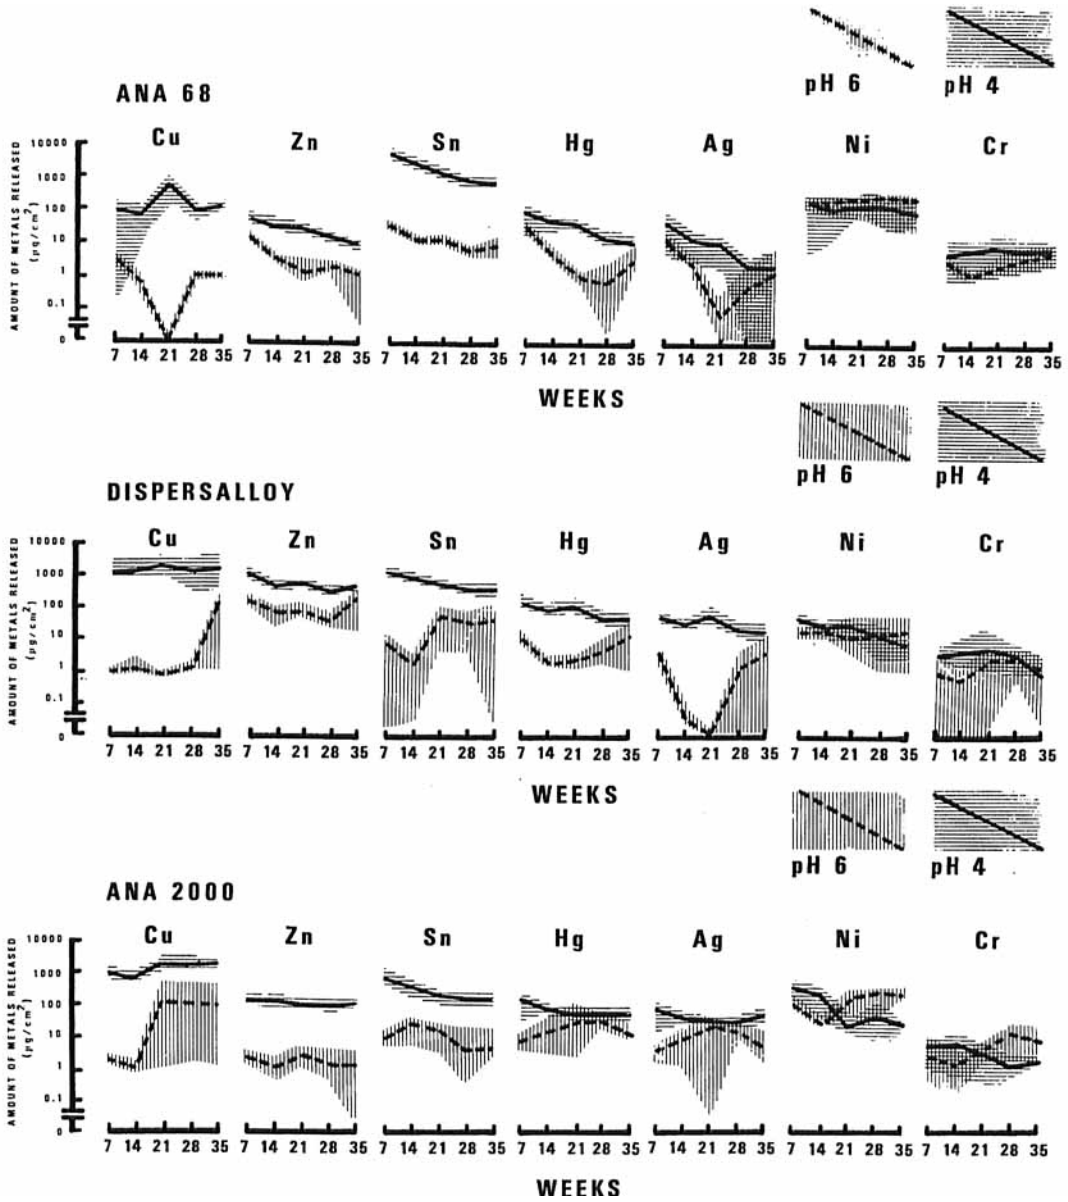 pH 6 pH 4
ANA 68
Cu Zn Sn Hg Ag Ni Cr
AMOUNT OF METALS RELEASED
(µg/cm²)
10000
1000
100
10
1
0.1
0
7 14 21 28 35 7 14 21 28 35 7 14 21 28 35 7 14 21 28 35 7 14 21 28 35 7 14 21 28 35 7 14 21 28 35
WEEKS
pH 6 pH 4
DISPERSALLOY
Cu Zn Sn Hg Ag Ni Cr
AMOUNT OF METALS RELEASED
(µg/cm²)
10000
1000
100
10
1
0.1
0
7 14 21 28 35 7 14 21 28 35 7 14 21 28 35 7 14 21 28 35 7 14 21 28 35 7 14 21 28 35 7 14 21 28 35
WEEKS
pH 6 pH 4
ANA 2000
Cu Zn Sn Hg Ag Ni Cr
AMOUNT OF METALS RELEASED
(µg/cm²)
10000
1000
100
10
1
0.1
0
7 14 21 28 35 7 14 21 28 35 7 14 21 28 35 7 14 21 28 35 7 14 21 28 35 7 14 21 28 35 7 14 21 28 35
WEEKS